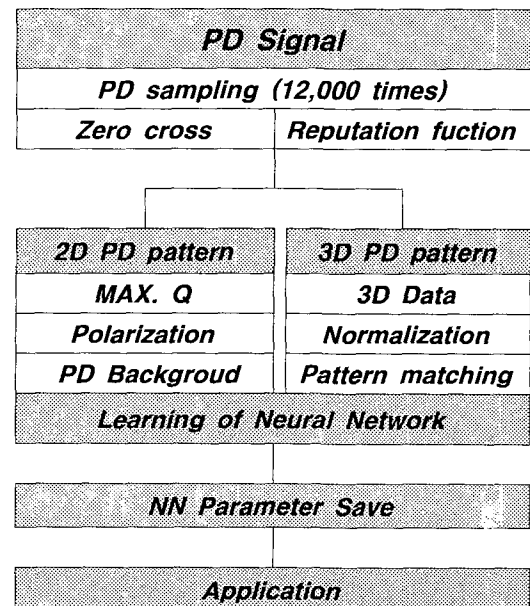 PD Signal
PD sampling (12,000 times)
Zero cross
Reputation fuction
2D PD pattern
MAX. Q
Polarization
PD Backgroud
3D PD pattern
3D Data
Normalization
Pattern matching
Learning of Neural Network
NN Parameter Save
Application